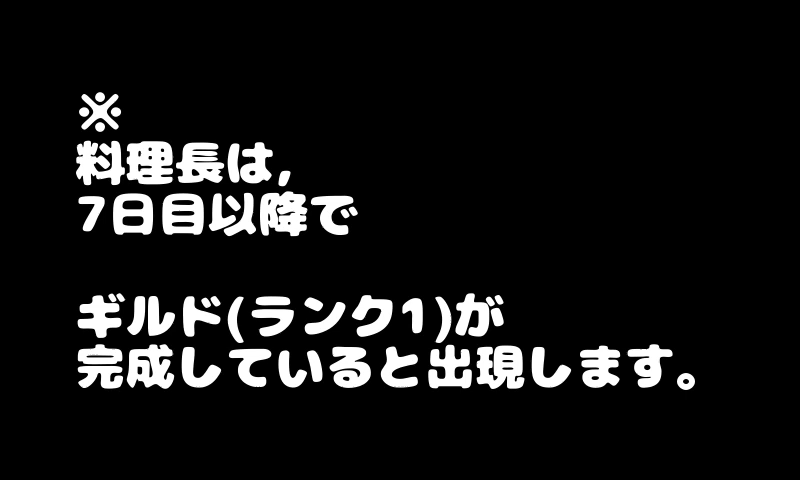 ※
料理長は,
7日目以降で
ギルド(ランク1)が
完成していると出現します。